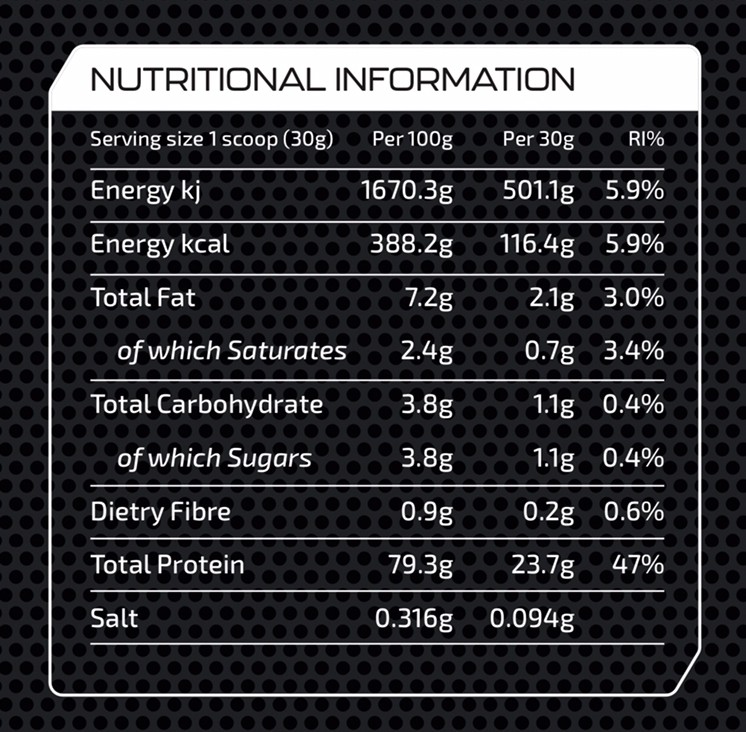 NUTRITIONAL INFORMATION
Serving size 1 scoop (30g) Per 100g Per 30g RI%
Energy kj 1670.3g 501.1g 5.9%
Energy kcal 388.2g 116.4g 5.9%
Total Fat 7.2g 2.1g 3.0%
of which Saturates 2.4g 0.7g 3.4%
Total Carbohydrate 3.8g 1.1g 0.4%
of which Sugars 3.8g 1.1g 0.4%
Dietry Fibre 0.9g 0.2g 0.6%
Total Protein 79.3g 23.7g 47%
Salt 0.316g 0.094g